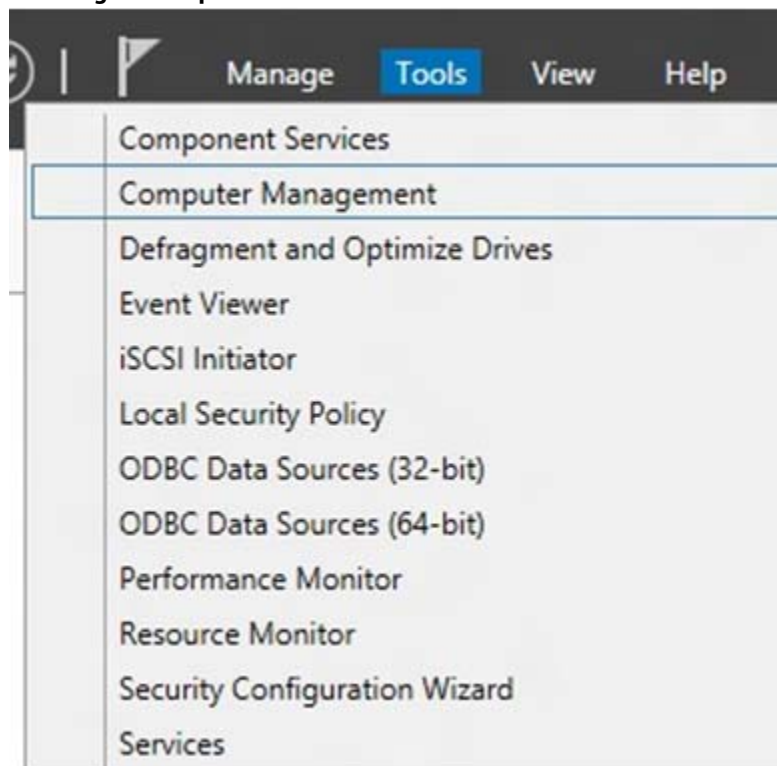 Manage Tools View Help
Component Services
Computer Management
Defragment and Optimize Drives
Event Viewer
iSCSI Initiator
Local Security Policy
ODBC Data Sources (32-bit)
ODBC Data Sources (64-bit)
Performance Monitor
Resource Monitor
Security Configuration Wizard
Services